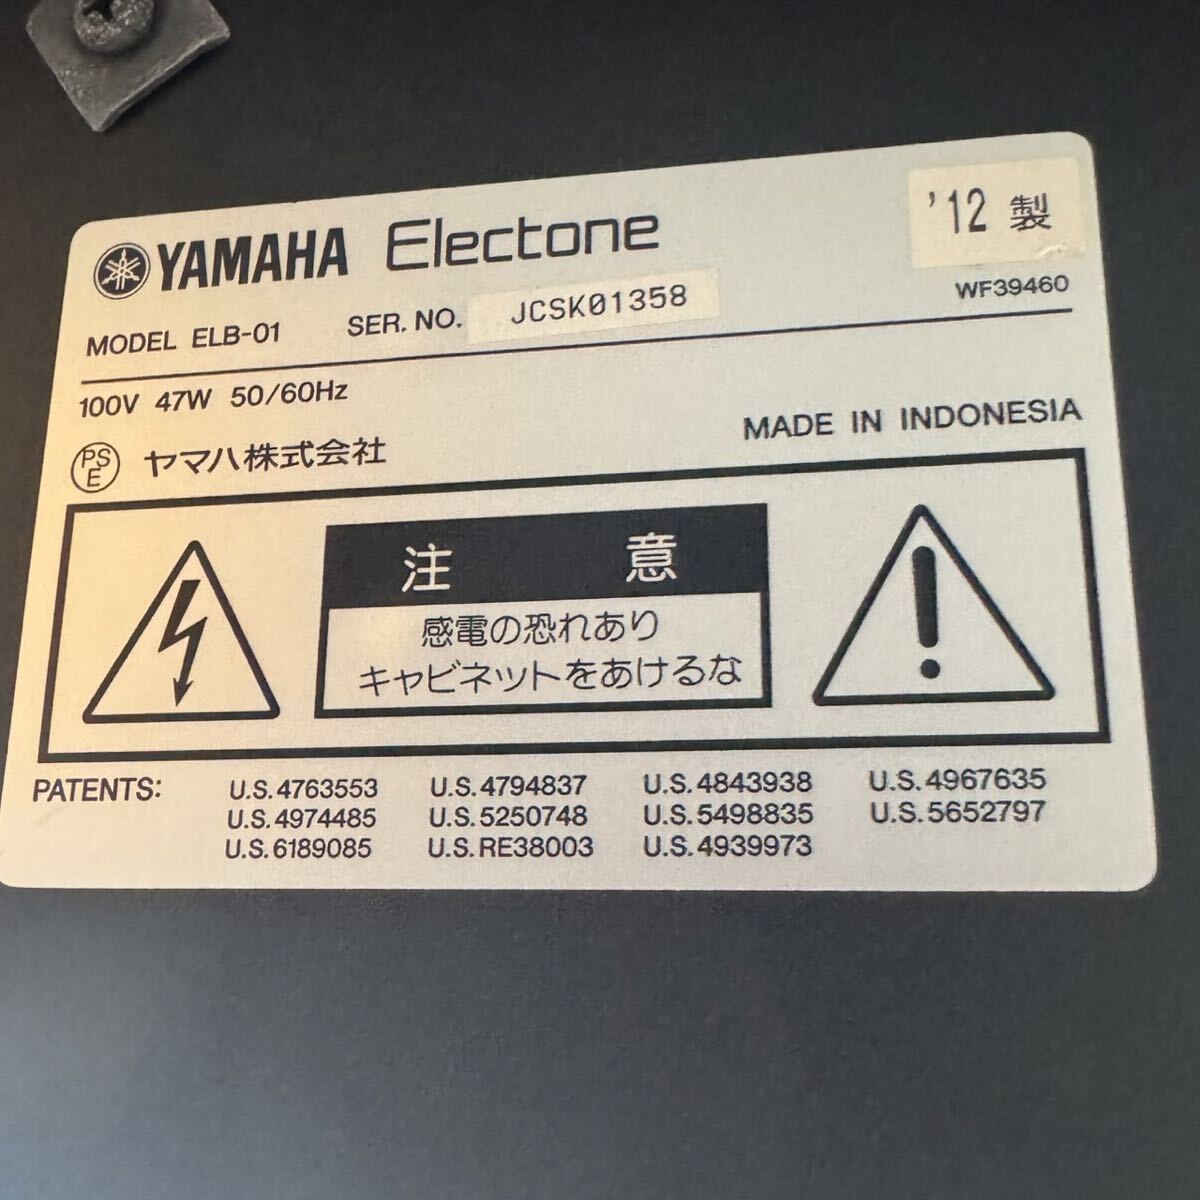 YAMAHA Electone
'12 製
MODEL ELB-01 SER. NO. JCSK01358
WF39460
100V 47W 50/60Hz
MADE IN INDONESIA
PS
E
ヤマハ株式会社
注 意
感電の恐れあり
キャビネットをあけるな
PATENTS: U.S.4763553 U.S.4794837 U.S.4843938 U.S.4967635
U.S.4974485 U.S.5250748 U.S.5498835 U.S.5652797
U.S.6189085 U.S.RE38003 U.S.4939973